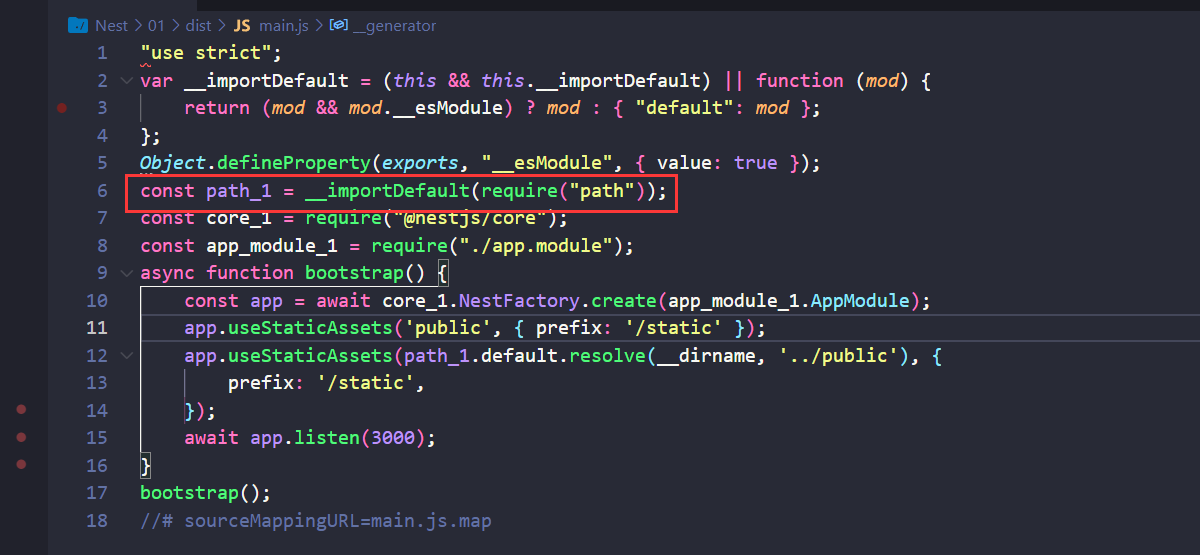 Nest > 01 > dist > JS main.js > __generator
1 "use strict";
2 var __importDefault = (this && this.__importDefault) || function (mod) {
3 return (mod && mod.__esModule) ? mod : { "default": mod };
4 };
5 Object.defineProperty(exports, "__esModule", { value: true });
6 const path_1 = __importDefault(require("path"));
7 const core_1 = require("@nestjs/core");
8 const app_module_1 = require("./app.module");
9 async function bootstrap() {
10 const app = await core_1.NestFactory.create(app_module_1.AppModule);
11 app.useStaticAssets('public', { prefix: '/static' });
12 app.useStaticAssets(path_1.default.resolve(__dirname, '../public'), {
13 prefix: '/static',
14 });
15 await app.listen(3000);
16 }
17 bootstrap();
18 //# sourceMappingURL=main.js.map